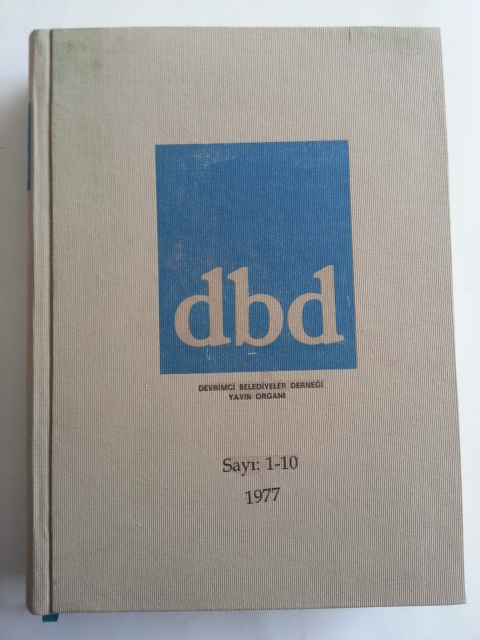 dbd
DEVRİMCİ BELEDİYELER DERNEĞİ
YAYIN ORGANI
Sayı: 1-10
1977